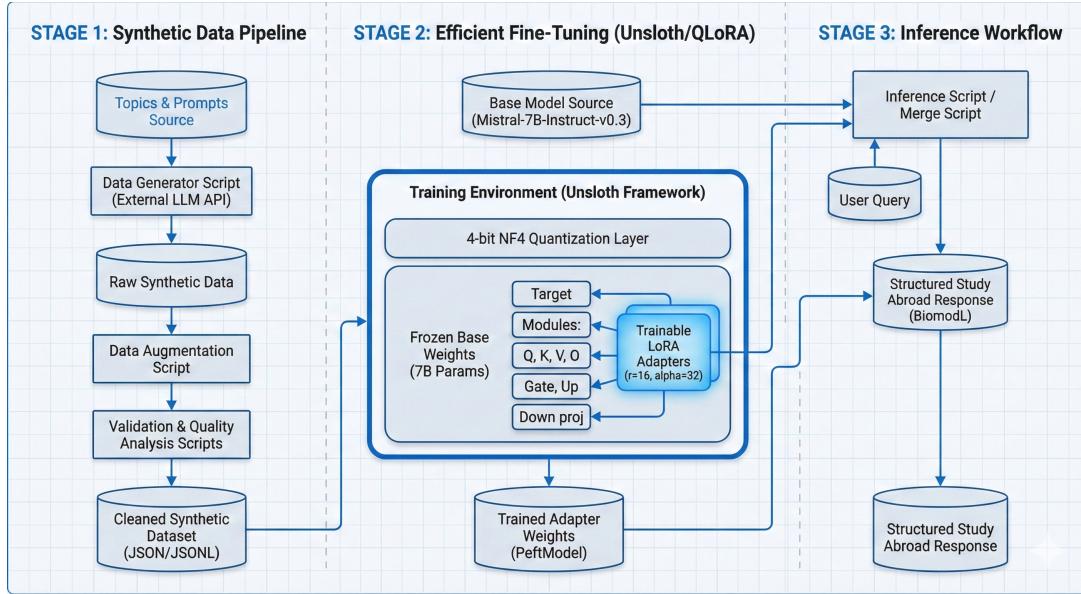 STAGE 1: Synthetic Data Pipeline
Topics & Prompts
Source
Data Generator Script
(External LLM API)
Raw Synthetic Data
Data Augmentation
Script
Validation & Quality
Analysis Scripts
Cleaned Synthetic
Dataset
(JSON/JSONL)
STAGE 2: Efficient Fine-Tuning (Unsloth/QLoRA)
Base Model Source
(Mistral-7B-Instruct-v0.3)
Training Environment (Unsloth Framework)
4-bit NF4 Quantization Layer
Frozen Base
Weights
(7B Params)
Target
Modules:
Q, K, V, O
Gate, Up
Down proj
Trainable
LoRA
Adapters
(r=16, alpha=32)
Trained Adapter
Weights
(PeftModel)
STAGE 3: Inference Workflow
Inference Script /
Merge Script
User Query
Structured Study
Abroad Response
(BiomodL)
Structured Study
Abroad Response